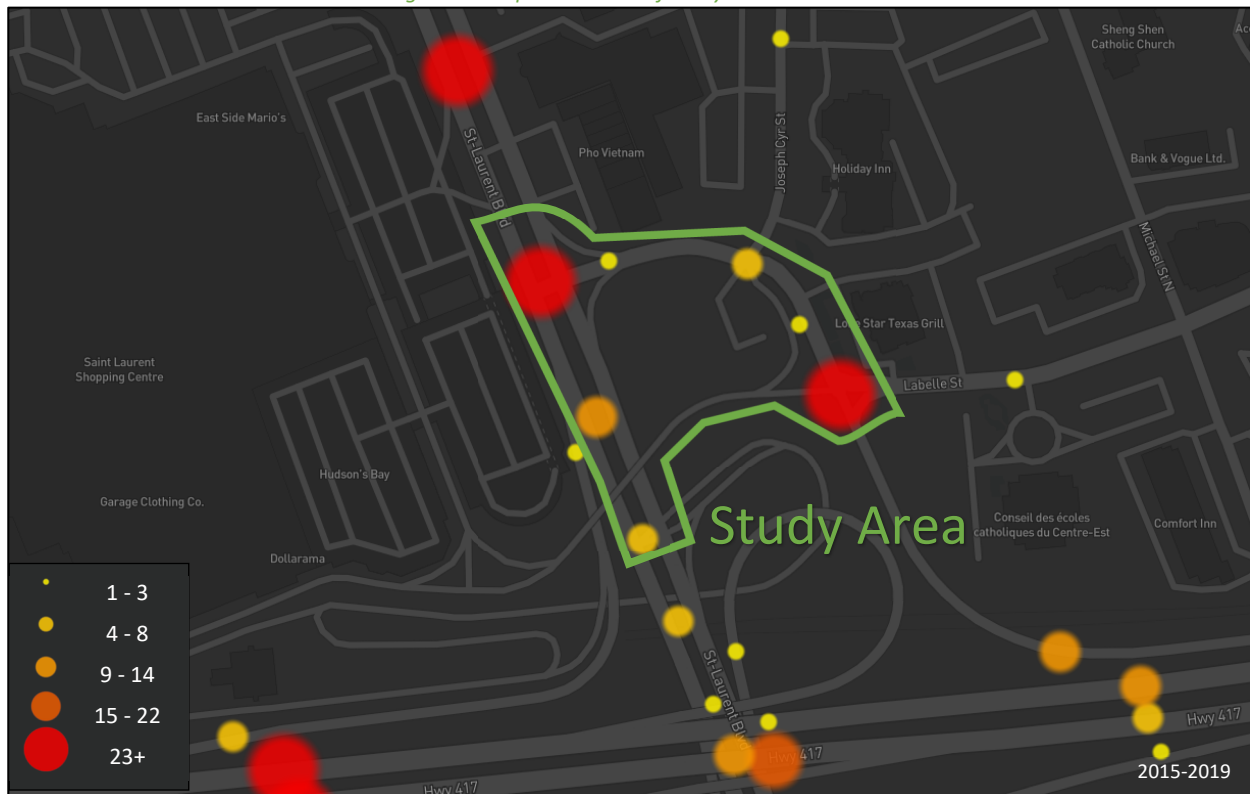 Sheng Shen
Catholic Church
East Side Mario's
St-Laurent Blvd
Pho Vietnam
Joseph Cyr St
Holiday Inn
Bank & Vogue Ltd.
Michael St N
Lone Star Texas Grill
Saint Laurent
Shopping Centre
Labelle St
Hudson's Bay
Garage Clothing Co.
Study Area
Conseil des écoles
catholiques du Centre-Est
Comfort Inn
Dollarama
1 - 3
4 - 8
9 - 14
15 - 22
23+
St-Laurent Blvd
Hwy 417
Hwy 417
Hwy 417
2015-2019